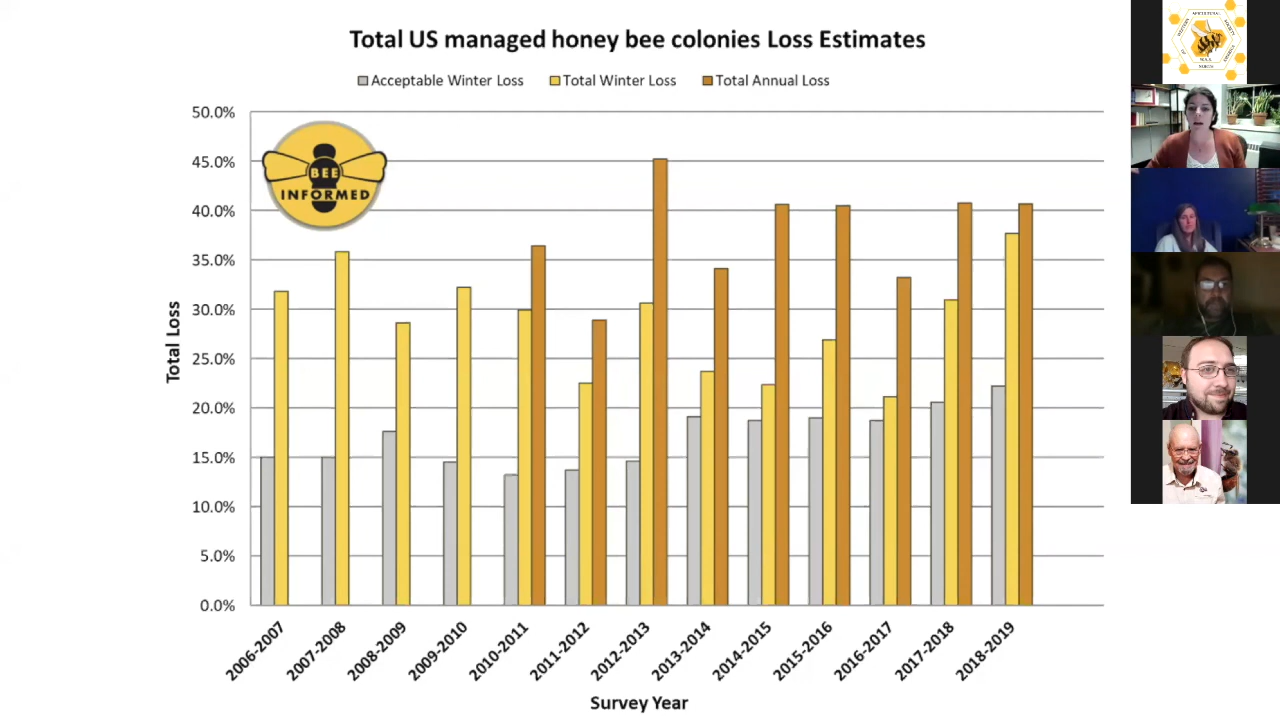 Total US managed honey bee colonies Loss Estimates
Acceptable Winter Loss Total Winter Loss Total Annual Loss
50.0%
45.0%
40.0%
35.0%
30.0%
25.0%
20.0%
15.0%
10.0%
5.0%
0.0%
Total Loss
BEE
INFORMED
2006-2007
2007-2008
2008-2009
2009-2010
2010-2011
2011-2012
2012-2013
2013-2014
2014-2015
2015-2016
2016-2017
2017-2018
2018-2019
Survey Year
WESTERN
APICULTURAL
SOCIETY